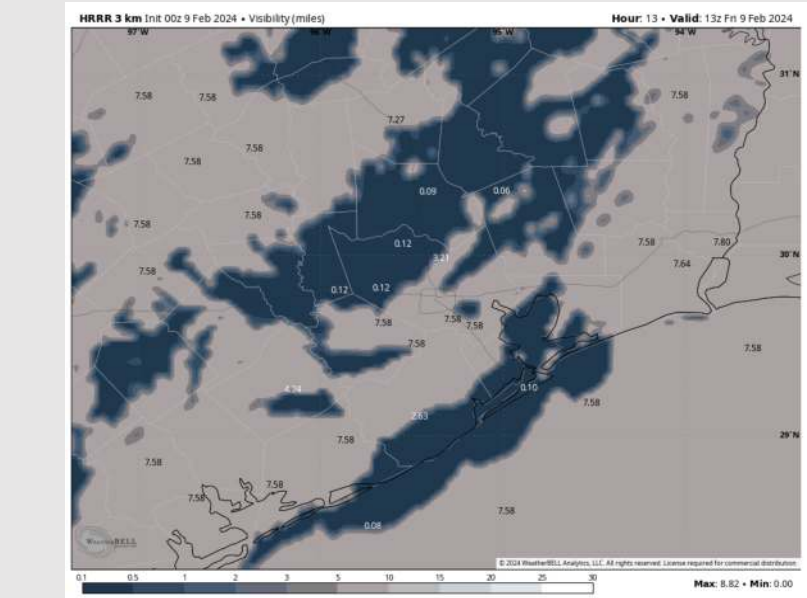 HRRR 3 km Init 00z 9 Feb 2024 • Visibility (miles)
Hour: 13 • Valid: 13z Fri 9 Feb 2024
97°W 96°W 95°W 94°W
31°N
7.58 7.58 7.58
7.27
7.58 7.58
0.09 0.06
7.58 7.58
0.12 7.58 7.80
30°N
3.21
7.64
7.58
0.12 0.12
7.58 7.58 7.58
7.58
7.58
4.74 0.10
2.63 7.58
29°N
7.58
7.58
7.58 7.58
7.58
0.08
WeatherBELL
© 2024 WeatherBELL Analytics, LLC. All rights reserved. License required for commercial distribution.
0.1 0.5 1 2 3 5 10 15 20 25 30
Max: 8.82 • Min: 0.00